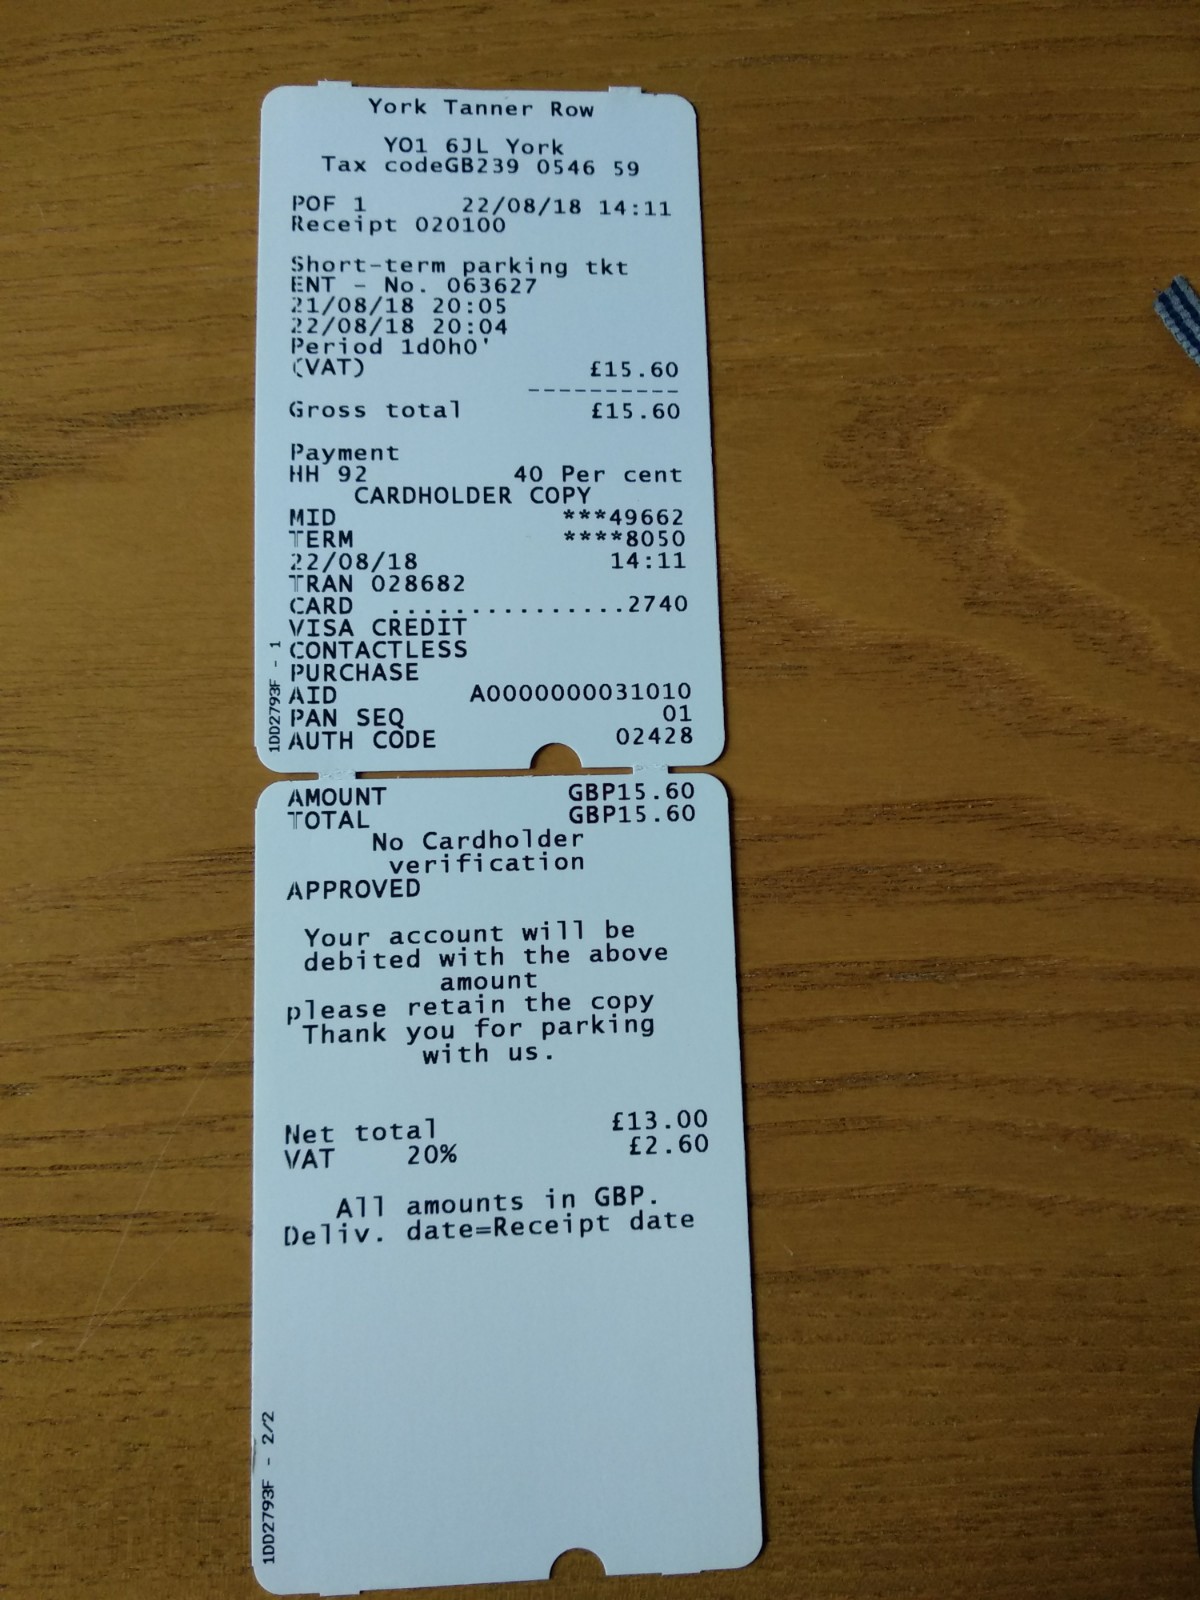 York Tanner Row
YO1 6JL York
Tax codeGB239 0546 59
POF 1 22/08/18 14:11
Receipt 020100
Short-term parking tkt
ENT - No. 063627
21/08/18 20:05
22/08/18 20:04
Period 1d0h0'
(VAT) £15.60
----------
Gross total £15.60
Payment
HH 92 40 Per cent
CARDHOLDER COPY
MID ***49662
TERM ****8050
22/08/18 14:11
TRAN 028682
CARD ...............2740
VISA CREDIT
CONTACTLESS
PURCHASE
AID A0000000031010
PAN SEQ 01
AUTH CODE 02428
1DD2793F - 1
AMOUNT GBP15.60
TOTAL GBP15.60
No Cardholder
verification
APPROVED
Your account will be
debited with the above
amount
please retain the copy
Thank you for parking
with us.
Net total £13.00
VAT 20% £2.60
All amounts in GBP.
Deliv. date=Receipt date
1DD2793F - 2/2